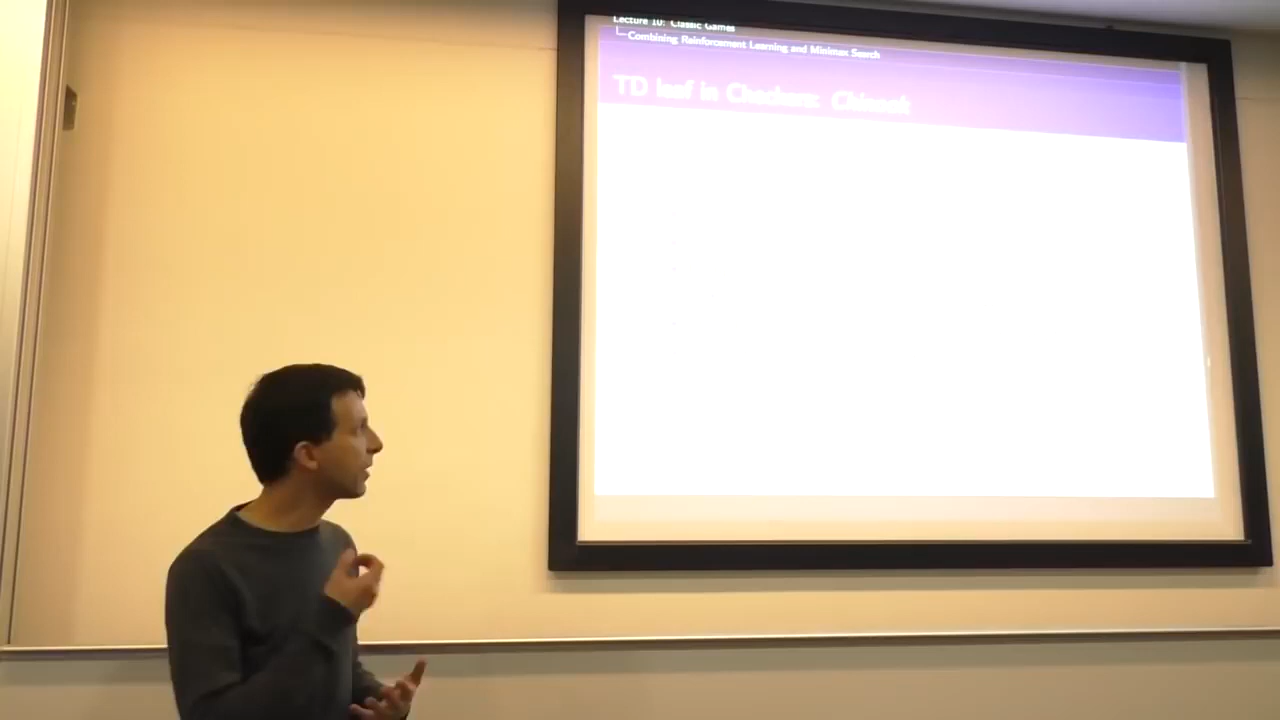 Lecture 10: Classic Games
Combining Reinforcement Learning and Minimax Search
TD leaf in Checkers: Chinook